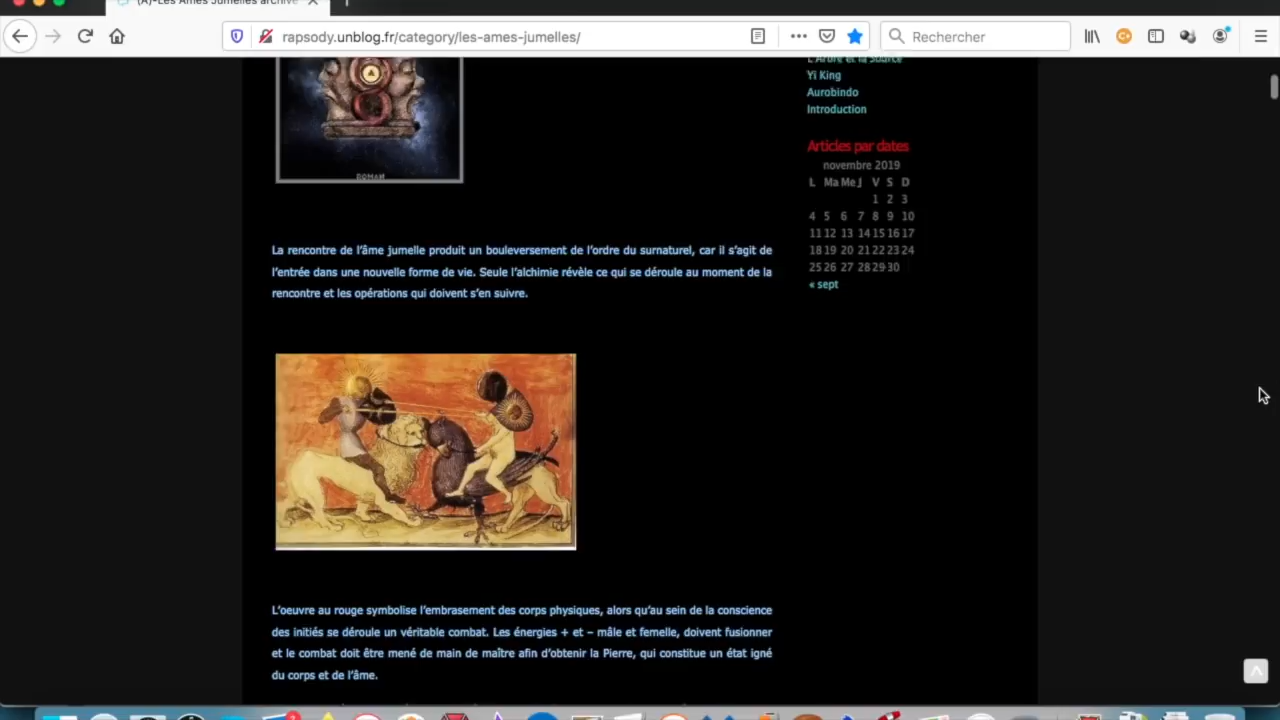 (A)-Les Ames Jumelles archive
rapsody.unblog.fr/category/les-ames-jumelles/
Rechercher
ROMAN
L'Arbre et la Source
Yi King
Aurobindo
Introduction
Articles par dates
novembre 2019
L Ma Me J V S D
1 2 3
4 5 6 7 8 9 10
11 12 13 14 15 16 17
18 19 20 21 22 23 24
25 26 27 28 29 30
« sept
La rencontre de l'âme jumelle produit un bouleversement de l'ordre du surnaturel, car il s'agit de
l'entrée dans une nouvelle forme de vie. Seule l'alchimie révèle ce qui se déroule au moment de la
rencontre et les opérations qui doivent s'en suivre.
L'oeuvre au rouge symbolise l'embrasement des corps physiques, alors qu'au sein de la conscience
des initiés se déroule un véritable combat. Les énergies + et – mâle et femelle, doivent fusionner
et le combat doit être mené de main de maître afin d'obtenir la Pierre, qui constitue un état igné
du corps et de l'âme.